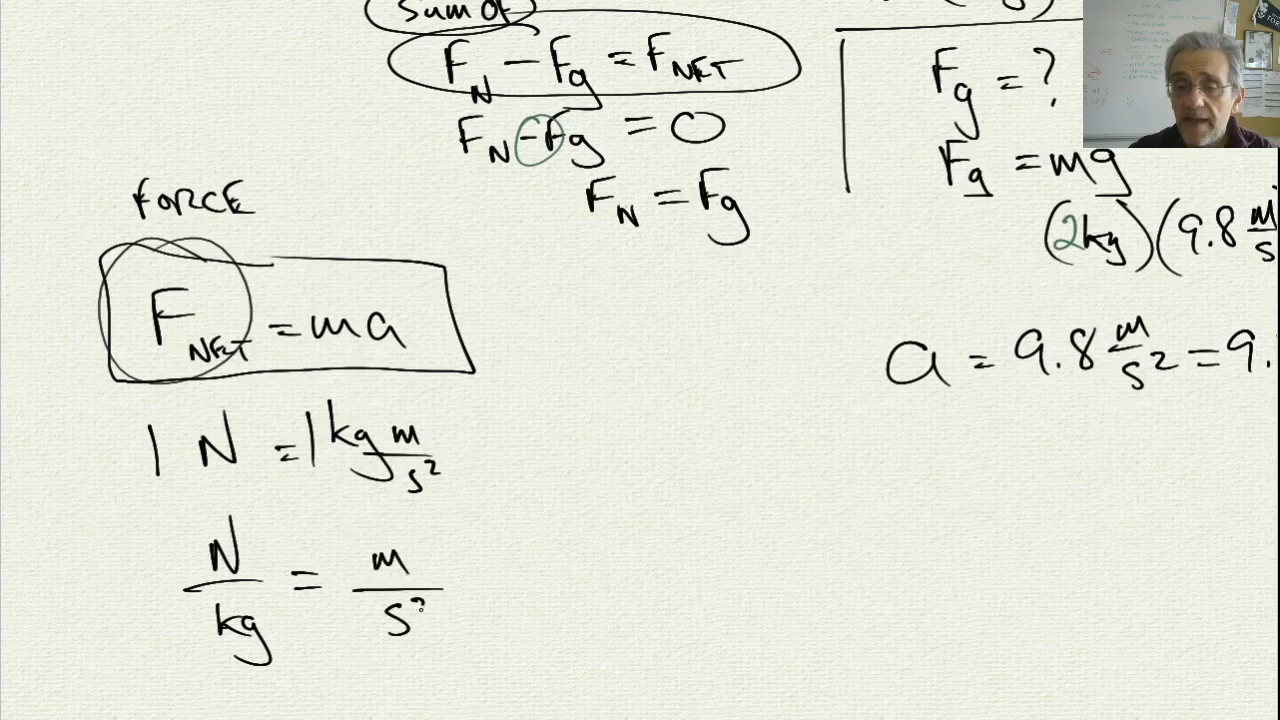 Sum of
F_N - F_g = F_NET
F_N - F_g = 0
F_N = F_g
FORCE
F_NET = ma
1 N = 1 kg m/s²
N/kg = m/s²
F_g = ?
F_g = mg
(2kg)(9.8 m/s
a = 9.8 m/s² = 9.